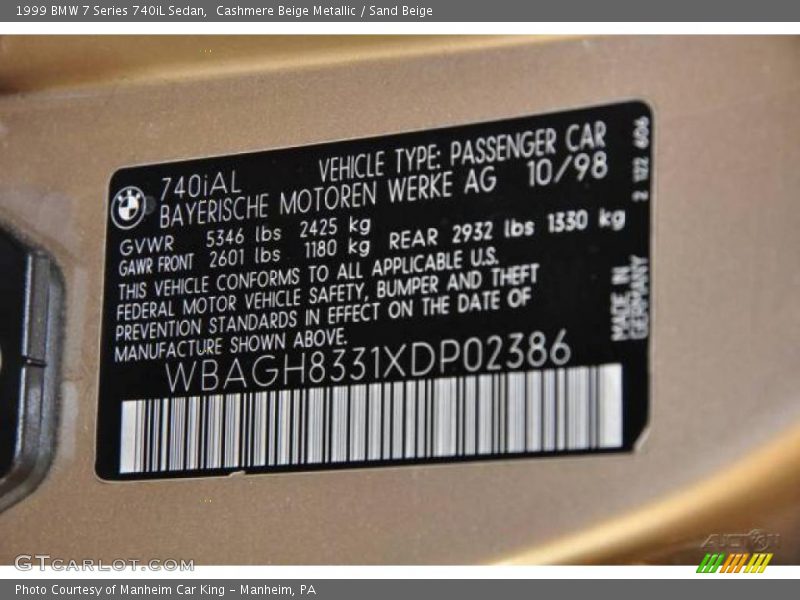 1999 BMW 7 Series 740iL Sedan,  Cashmere Beige Metallic / Sand Beige
740iAL VEHICLE TYPE: PASSENGER CAR
BAYERISCHE MOTOREN WERKE AG 10/98
GVWR 5346 lbs 2425 kg
GAWR FRONT 2601 lbs 1180 kg REAR 2932 lbs 1330 kg
THIS VEHICLE CONFORMS TO ALL APPLICABLE U.S.
FEDERAL MOTOR VEHICLE SAFETY, BUMPER AND THEFT
PREVENTION STANDARDS IN EFFECT ON THE DATE OF
MANUFACTURE SHOWN ABOVE.
WBAGH8331XDP02386
2 122 606
MADE IN
GERMANY
GTCARLOT.COM
Photo Courtesy of Manheim Car King – Manheim, PA